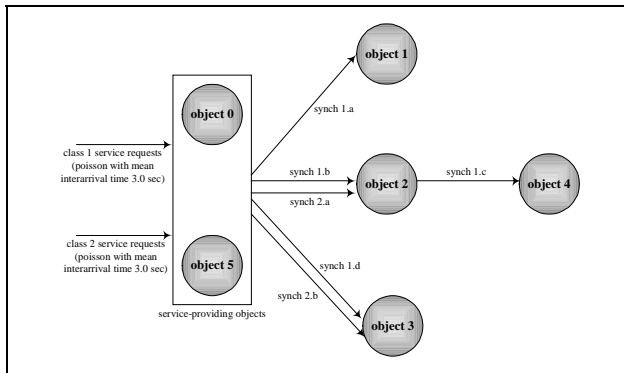 object 1
object 0
synch 1.a
class 1 service requests
(poisson with mean
interarrival time 3.0 sec)
synch 1.b
object 2
synch 1.c
object 4
synch 2.a
class 2 service requests
(poisson with mean
interarrival time 3.0 sec)
object 5
synch 1.d
synch 2.b
service-providing objects
object 3